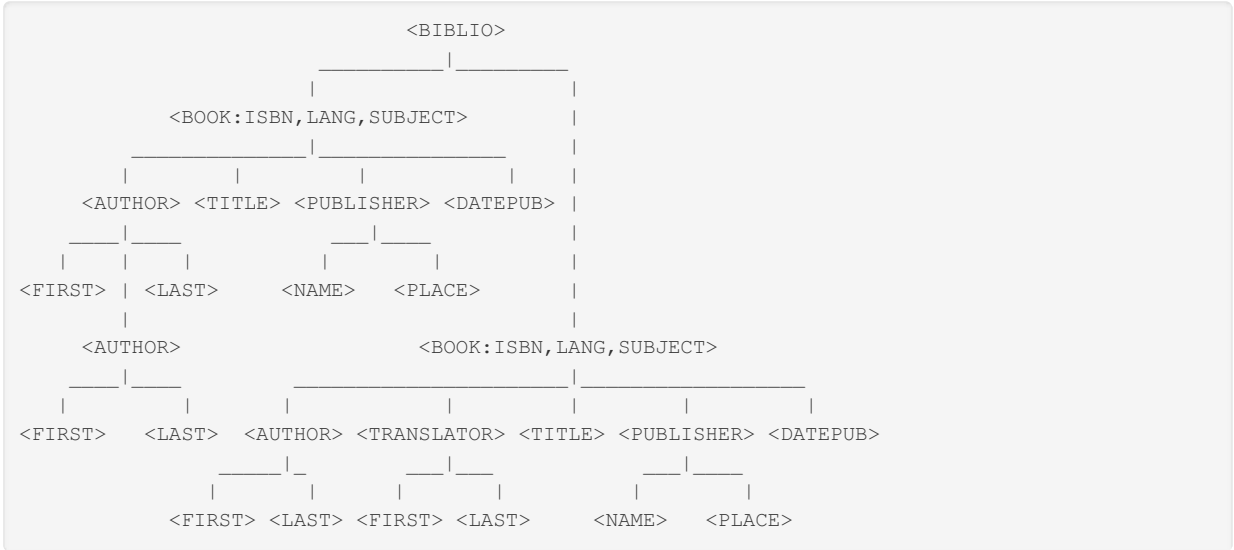 <BIBLIO>
<BOOK:ISBN,LANG,SUBJECT>
<AUTHOR> <TITLE> <PUBLISHER> <DATEPUB>
<FIRST> <LAST> <NAME> <PLACE>
<AUTHOR> <BOOK:ISBN,LANG,SUBJECT>
<FIRST> <LAST> <AUTHOR> <TRANSLATOR> <TITLE> <PUBLISHER> <DATEPUB>
<FIRST> <LAST> <FIRST> <LAST> <NAME> <PLACE>